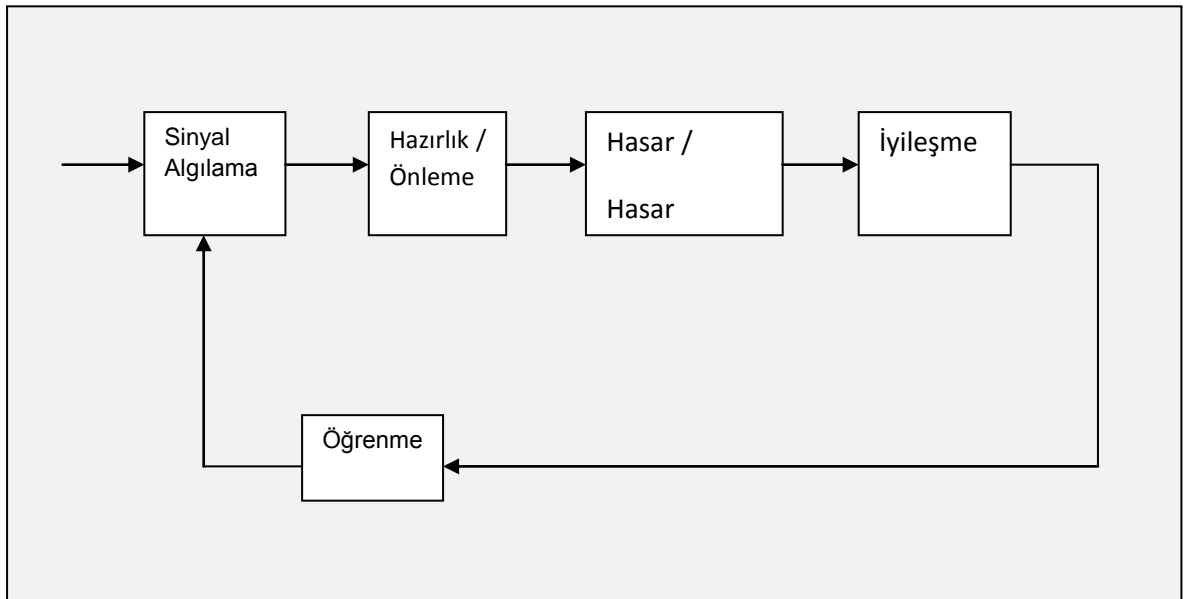 Sinyal
Algılama
Hazırlık /
Önleme
Hasar /
Hasar
İyileşme
Öğrenme